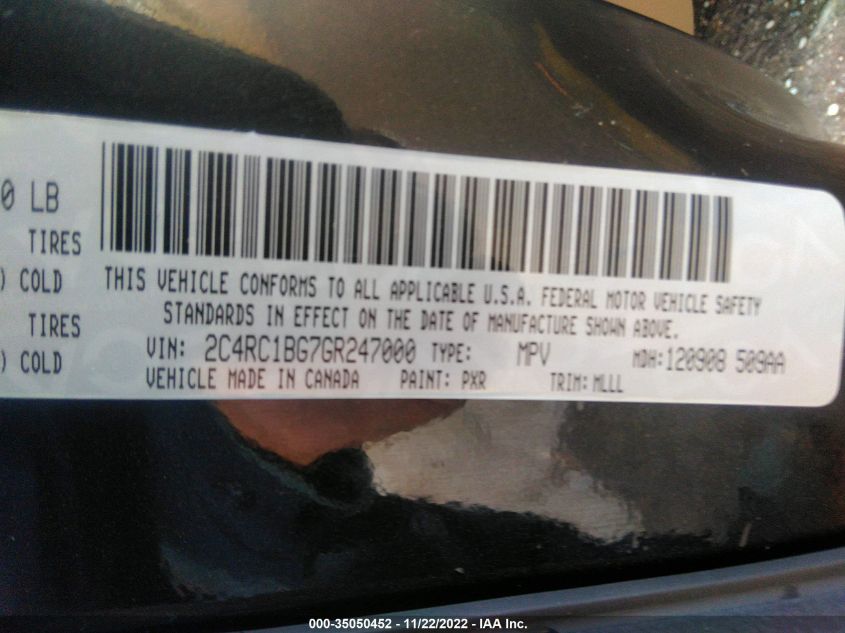 0 LB
TIRES
) COLD
TIRES
) COLD
THIS VEHICLE CONFORMS TO ALL APPLICABLE U.S.A. FEDERAL MOTOR VEHICLE SAFETY
STANDARDS IN EFFECT ON THE DATE OF MANUFACTURE SHOWN ABOVE.
VIN: 2C4RC1BG7GR247000 TYPE: MPV MDH:120908 509AA
VEHICLE MADE IN CANADA PAINT: PXR TRIM: MLLL
000-35050452 - 11/22/2022 - IAA Inc.